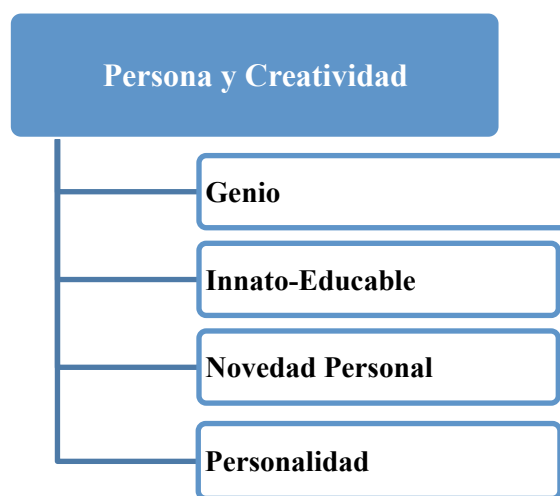 Persona y Creatividad
Genio
Innato-Educable
Novedad Personal
Personalidad